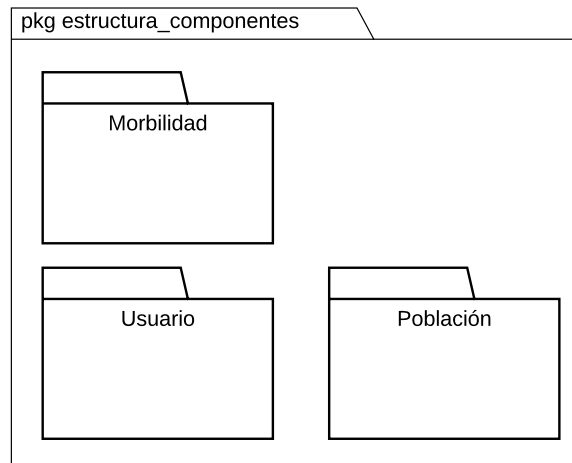 pkg estructura_componentes
Morbilidad
Usuario
Población